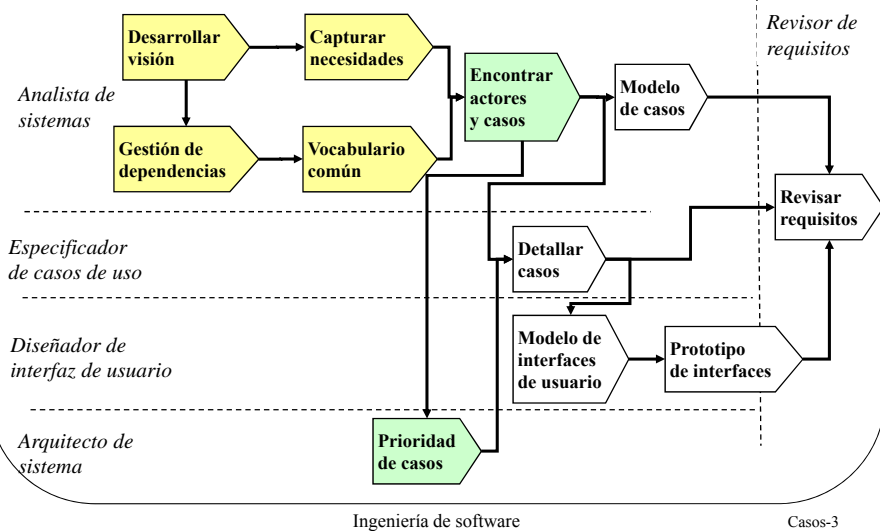 Revisor de
requisitos
Desarrollar
visión
Capturar
necesidades
Encontrar
actores
y casos
Modelo
de casos
Analista de
sistemas
Gestión de
dependencias
Vocabulario
común
Revisar
requisitos
Especificador
de casos de uso
Detallar
casos
Diseñador de
interfaz de usuario
Modelo de
interfaces
de usuario
Prototipo
de interfaces
Arquitecto de
sistema
Prioridad
de casos
Ingeniería de software
Casos-3